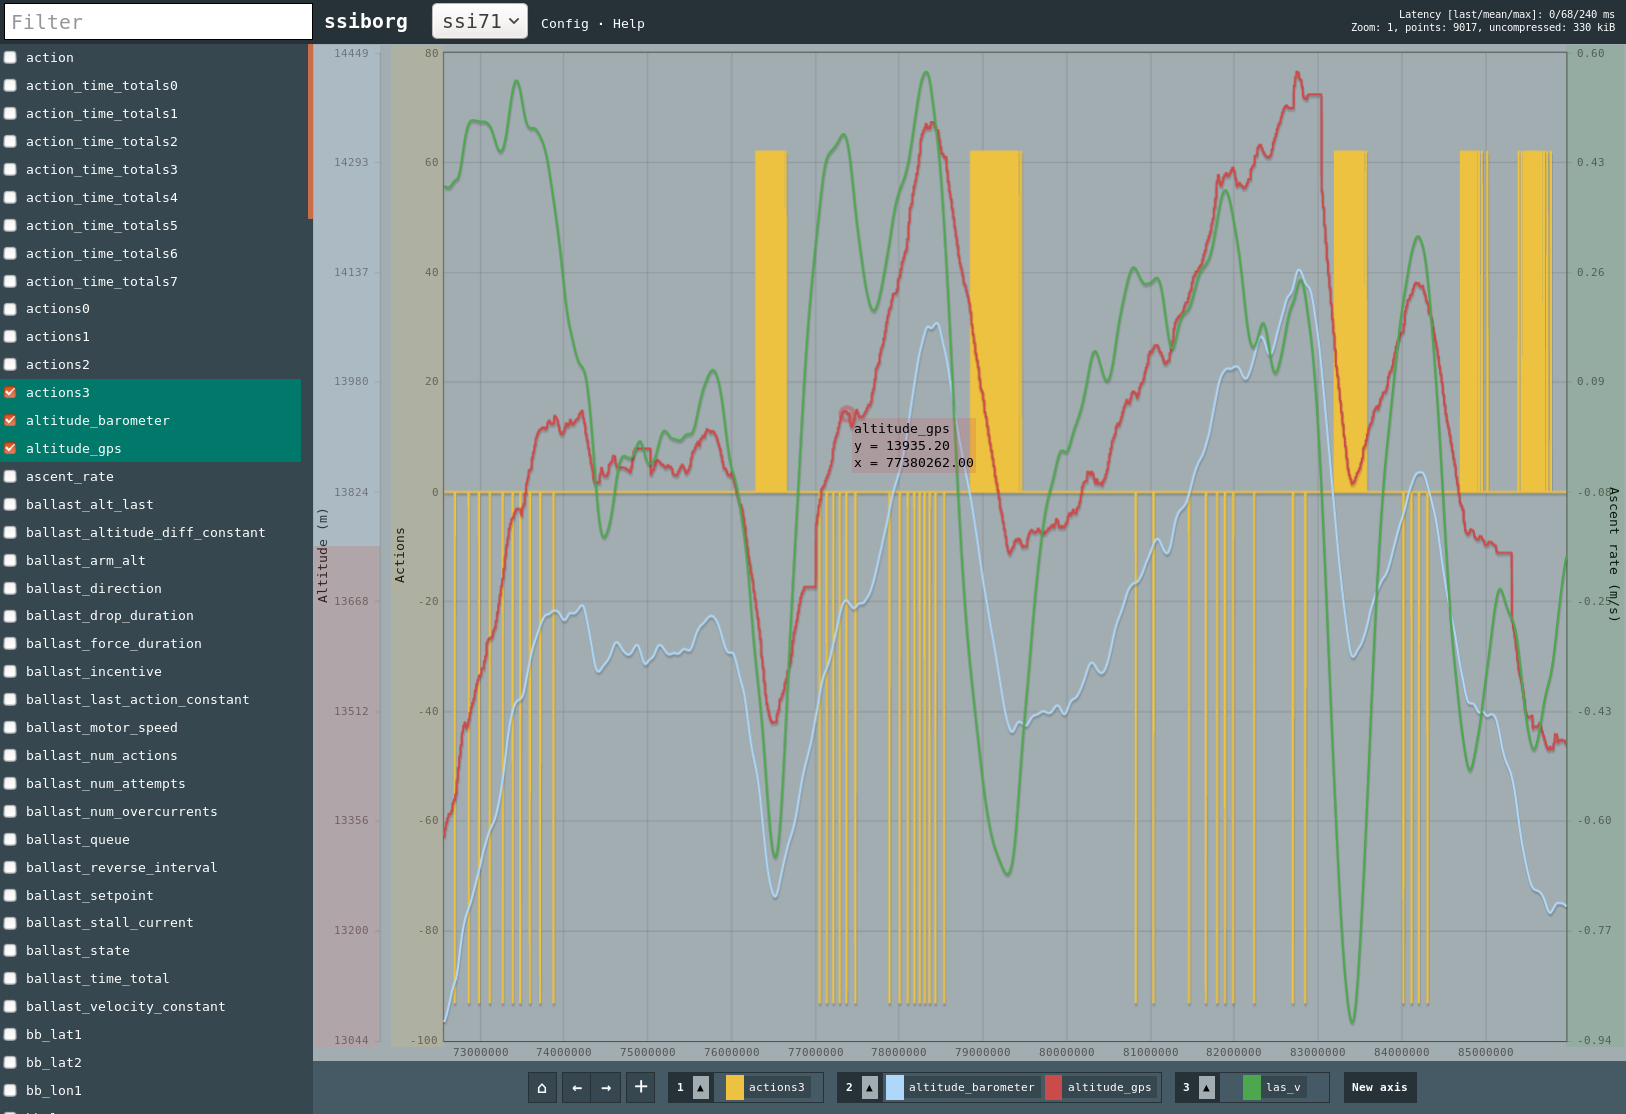 Filter
ssiborg
ssi71
Config · Help
Latency [last/mean/max]: 0/68/240 ms
Zoom: 1, points: 9017, uncompressed: 330 kiB
action
action_time_totals0
action_time_totals1
action_time_totals2
action_time_totals3
action_time_totals4
action_time_totals5
action_time_totals6
action_time_totals7
actions0
actions1
actions2
actions3
altitude_barometer
altitude_gps
ascent_rate
ballast_alt_last
ballast_altitude_diff_constant
ballast_arm_alt
ballast_direction
ballast_drop_duration
ballast_force_duration
ballast_incentive
ballast_last_action_constant
ballast_motor_speed
ballast_num_actions
ballast_num_attempts
ballast_num_overcurrents
ballast_queue
ballast_reverse_interval
ballast_setpoint
ballast_stall_current
ballast_state
ballast_time_total
ballast_velocity_constant
bb_lat1
bb_lat2
bb_lon1
14449
14293
14137
13980
13824
13668
13512
13356
13200
13044
Altitude (m)
80
60
40
20
0
-20
-40
-60
-80
-100
Actions
altitude_gps
y = 13935.20
x = 77380262.00
0.60
0.43
0.26
0.09
-0.08
-0.25
-0.43
-0.60
-0.77
-0.94
Ascent rate (m/s)
73000000 74000000 75000000 76000000 77000000 78000000 79000000 80000000 81000000 82000000 83000000 84000000 85000000
⌂ ← → + 1 ▲ actions3 2 ▲ altitude_barometer altitude_gps 3 ▲ las_v New axis